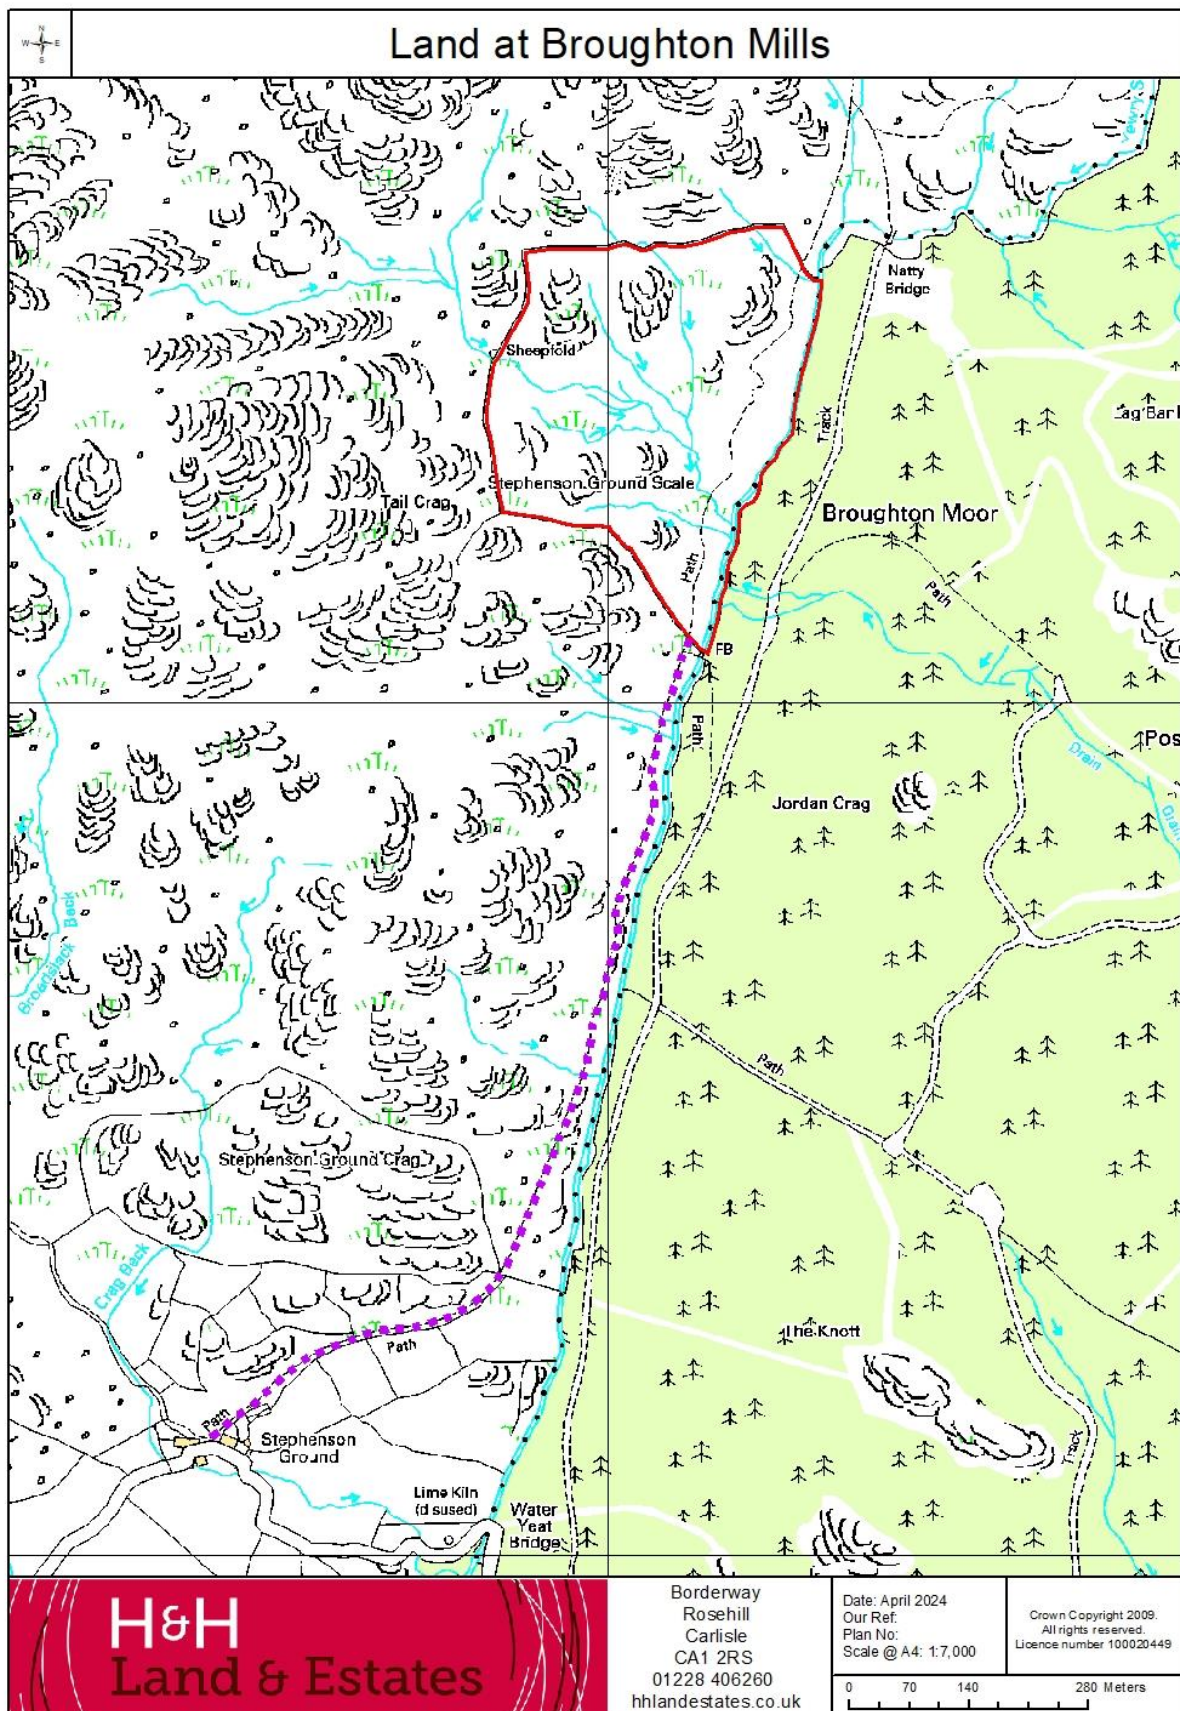 N
W E
S
Land at Broughton Mills
Natty
Bridge
Sheepfold
Track
Stephenson Ground Scale
Tail Crag
Broughton Moor
Path
Path
FB
Path
Drain
Jordan Crag
Broadslack Beck
Path
Stephenson Ground Crag
Crag Beck
The Knott
Path
Path
Stephenson
Ground
Track
Lime Kiln
(disused)
Water
Yeat
Bridge
H&H
Land & Estates
Borderway
Rosehill
Carlisle
CA1 2RS
01228 406260
hhlandestates.co.uk
Date: April 2024
Our Ref:
Plan No:
Scale @ A4: 1:7,000
Crown Copyright 2009.
All rights reserved.
Licence number 100020449
0 70 140 280 Meters